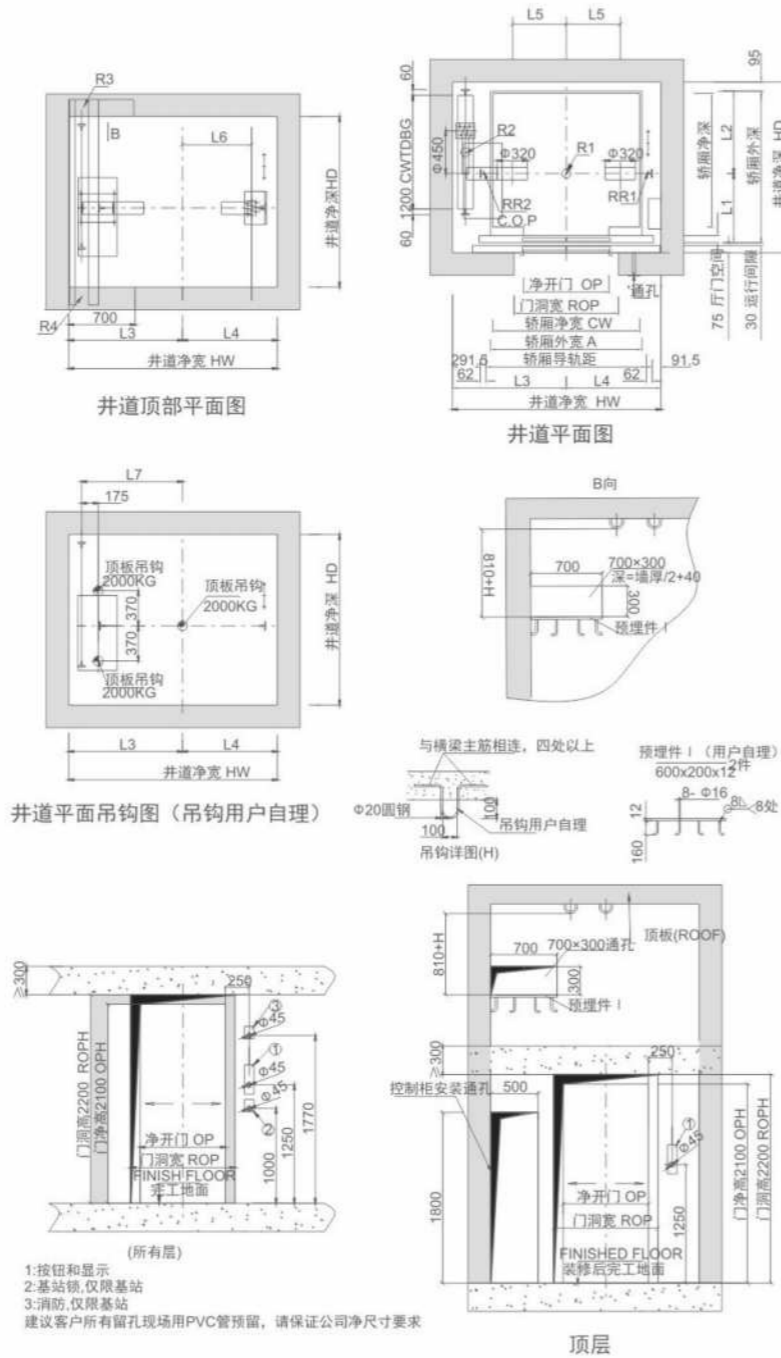 R3
B
L6
井道净深HD
R4
700
L3
L4
井道净宽 HW
井道顶部平面图
L5
L5
60
95
1200 CWTDBG
Φ450
R2
Φ320
R1
Φ320
RR2
C.O.P
RR1
60
轿厢净深
L2
L1
轿厢外深
井道净深 HD
净开门 OP
通孔
门洞宽 ROP
轿厢净宽 CW
轿厢外宽 A
轿厢导轨距
291.5
91.5
62
62
L3
L4
井道净宽 HW
75 厅门空间
30 运行间隙
井道平面图
L7
175
顶板吊钩
2000KG
顶板吊钩
2000KG
370
370
顶板吊钩
2000KG
井道净深 HD
L3
L4
井道净宽 HW
井道平面吊钩图（吊钩用户自理）
B向
810+H
700
700×300
深=墙厚/2+40
300
预埋件 I
与横梁主筋相连，四处以上
Φ20圆钢
100
100
吊钩用户自理
吊钩详图(H)
预埋件 I （用户自理）
600x200x12 2件
8- Φ16
8处
12
160
≥300
250
③
Φ45
①
Φ45
Φ45
②
门洞高2200 ROPH
门净高2100 OPH
净开门 OP
门洞宽 ROP
FINISH FLOOR
完工地面
1000
1250
1770
(所有层)
1:按钮和显示
2:基站锁,仅限基站
3:消防,仅限基站
建议客户所有留孔现场用PVC管预留，请保证公司净尺寸要求
810+H
顶板(ROOF)
700
700×300通孔
300
预埋件 I
≥300
250
控制柜安装通孔
500
①
Φ45
1800
净开门 OP
门洞宽 ROP
1250
FINISHED FLOOR
装修后完工地面
门净高2100 OPH
门洞高2200 ROPH
顶层